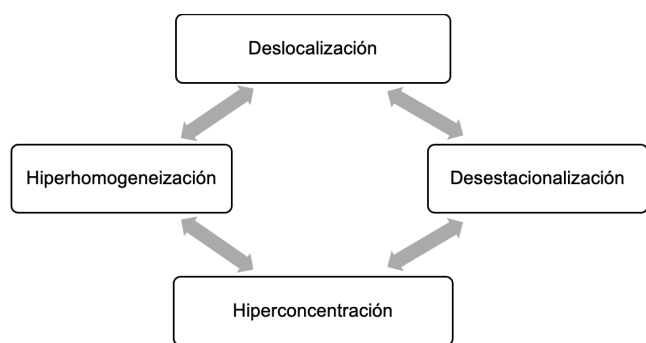 Deslocalización
Hiperhomogeneización
Desestacionalización
Hiperconcentración